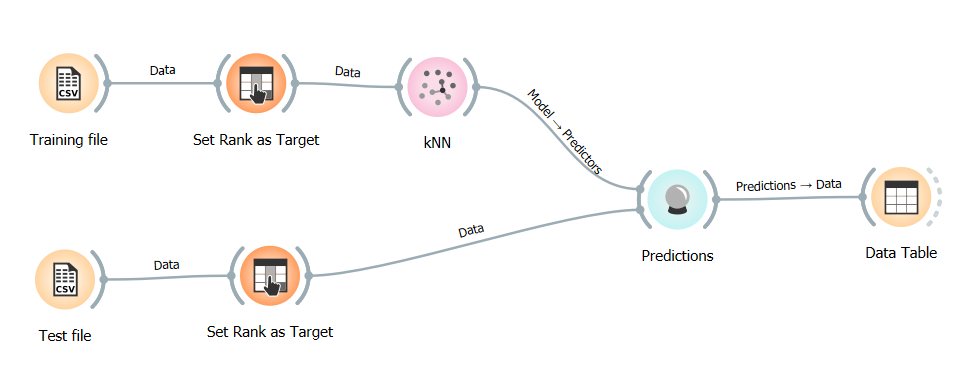 CSV
Training file
Data
Set Rank as Target
Data
kNN
Model → Predictors
CSV
Test file
Data
Set Rank as Target
Data
Predictions
Predictions → Data
Data Table